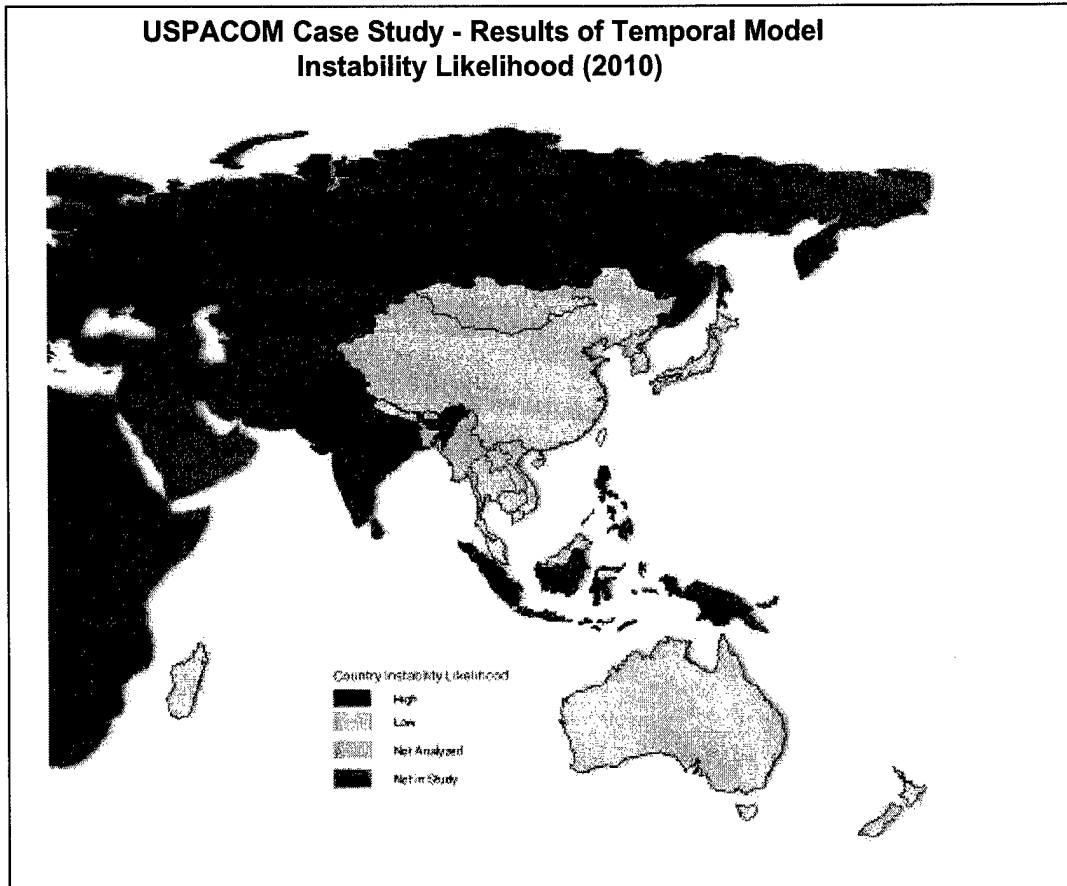 USPACOM Case Study - Results of Temporal Model
Instability Likelihood (2010)
Country Instability Likelihood
High
Low
Not Analyzed
Not in Study